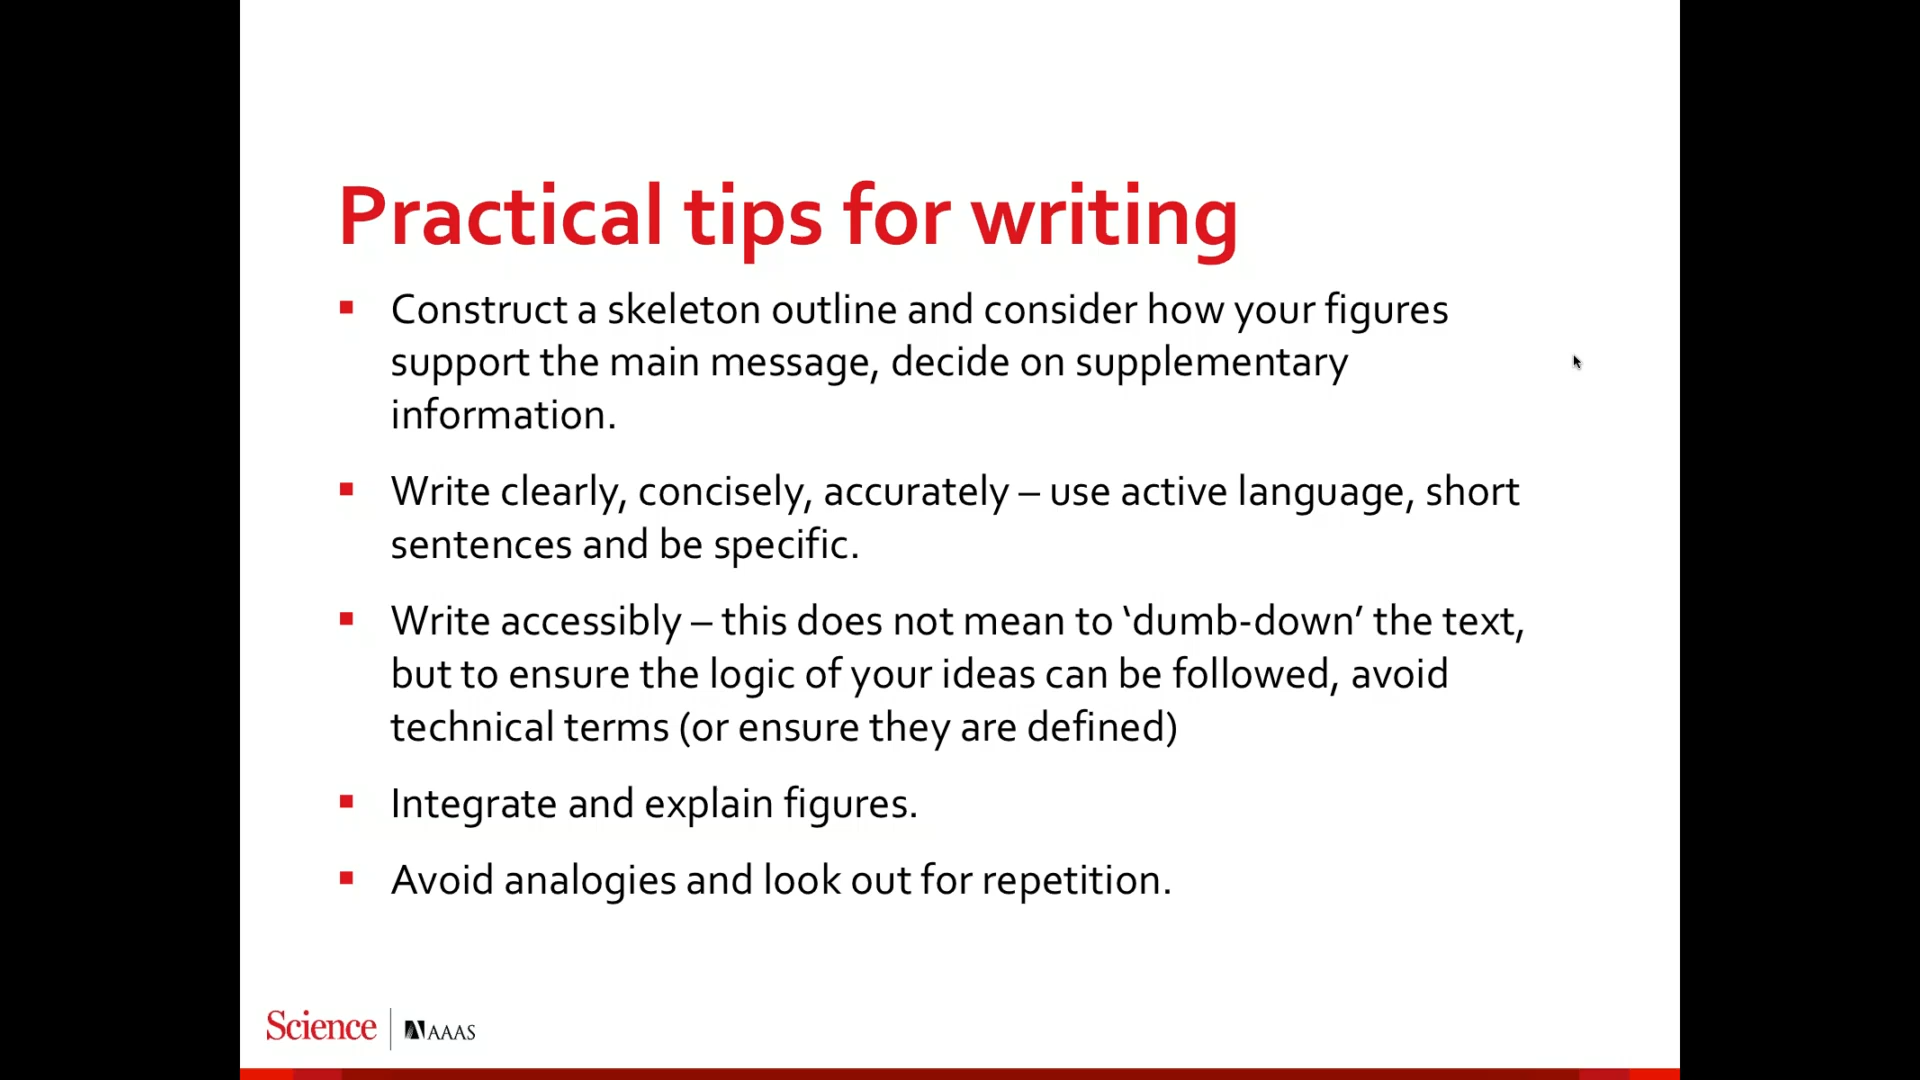 Practical tips for writing
Construct a skeleton outline and consider how your figures
support the main message, decide on supplementary
information.
Write clearly, concisely, accurately – use active language, short
sentences and be specific.
Write accessibly – this does not mean to ‘dumb-down’ the text,
but to ensure the logic of your ideas can be followed, avoid
technical terms (or ensure they are defined)
Integrate and explain figures.
Avoid analogies and look out for repetition.
Science AAAS